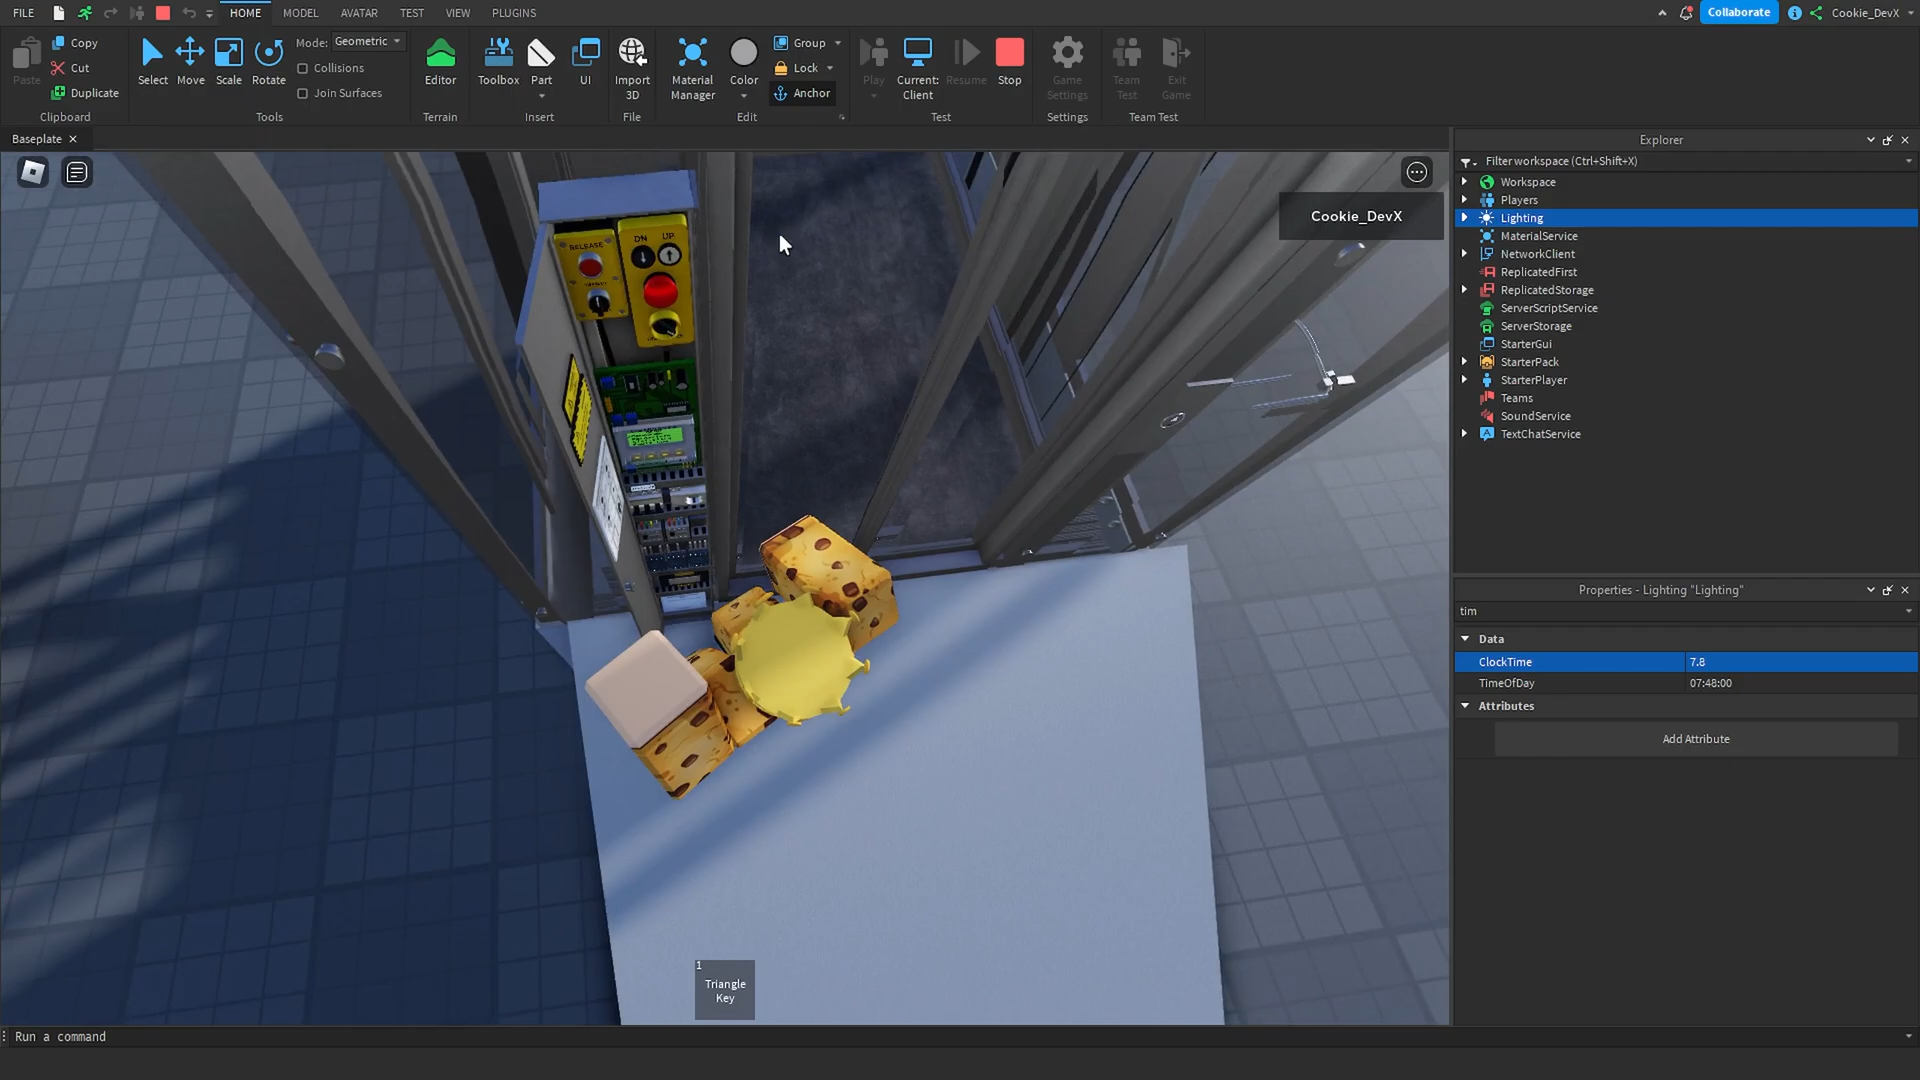 FILE
HOME
MODEL
AVATAR
TEST
VIEW
PLUGINS
Collaborate
Cookie_DevX
Paste
Copy
Cut
Duplicate
Clipboard
Select
Move
Scale
Rotate
Mode:
Geometric
Collisions
Join Surfaces
Tools
Editor
Terrain
Toolbox
Part
UI
Insert
Import
3D
File
Material
Manager
Color
Group
Lock
Anchor
Edit
Play
Current:
Client
Resume
Stop
Test
Game
Settings
Settings
Team
Test
Exit
Game
Team Test
Baseplate
Cookie_DevX
RELEASE
DN
UP
1
Triangle
Key
Explorer
Filter workspace (Ctrl+Shift+X)
Workspace
Players
Lighting
MaterialService
NetworkClient
ReplicatedFirst
ReplicatedStorage
ServerScriptService
ServerStorage
StarterGui
StarterPack
StarterPlayer
Teams
SoundService
TextChatService
Properties - Lighting "Lighting"
tim
Data
ClockTime
7.8
TimeOfDay
07:48:00
Attributes
Add Attribute
Run a command